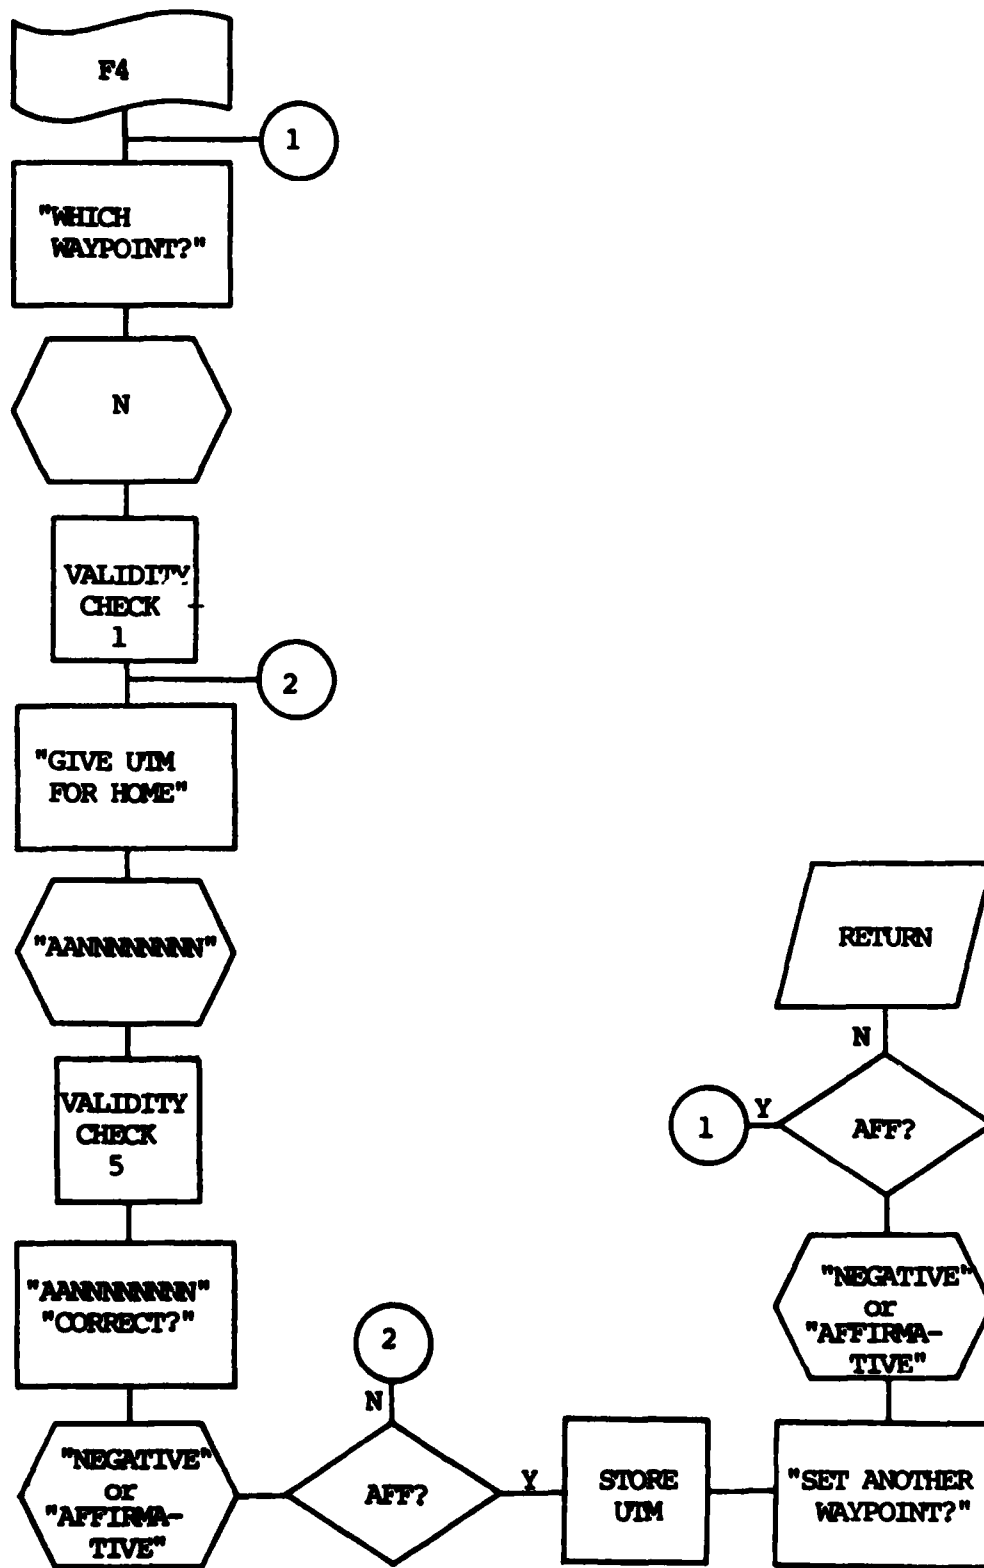 F4
1
"WHICH
WAYPOINT?"
N
VALIDITY
CHECK
1
2
"GIVE UTM
FOR HOME"
"AANNNNNNNN"
VALIDITY
CHECK
5
"AANNNNNNNN"
"CORRECT?"
"NEGATIVE"
or
"AFFIRMA-
TIVE"
2
N
AFF?
Y
STORE
UTM
"SET ANOTHER
WAYPOINT?"
"NEGATIVE"
or
"AFFIRMA-
TIVE"
AFF?
Y
1
N
RETURN